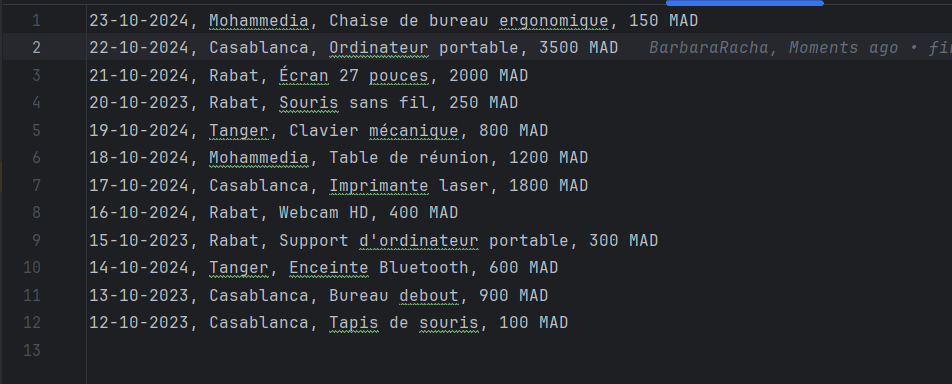 1 23-10-2024, Mohammedia, Chaise de bureau ergonomique, 150 MAD
2 22-10-2024, Casablanca, Ordinateur portable, 3500 MAD BarbaraRacha, Moments ago •
3 21-10-2024, Rabat, Écran 27 pouces, 2000 MAD
4 20-10-2023, Rabat, Souris sans fil, 250 MAD
5 19-10-2024, Tanger, Clavier mécanique, 800 MAD
6 18-10-2024, Mohammedia, Table de réunion, 1200 MAD
7 17-10-2024, Casablanca, Imprimante laser, 1800 MAD
8 16-10-2024, Rabat, Webcam HD, 400 MAD
9 15-10-2023, Rabat, Support d'ordinateur portable, 300 MAD
10 14-10-2024, Tanger, Enceinte Bluetooth, 600 MAD
11 13-10-2023, Casablanca, Bureau debout, 900 MAD
12 12-10-2023, Casablanca, Tapis de souris, 100 MAD
13